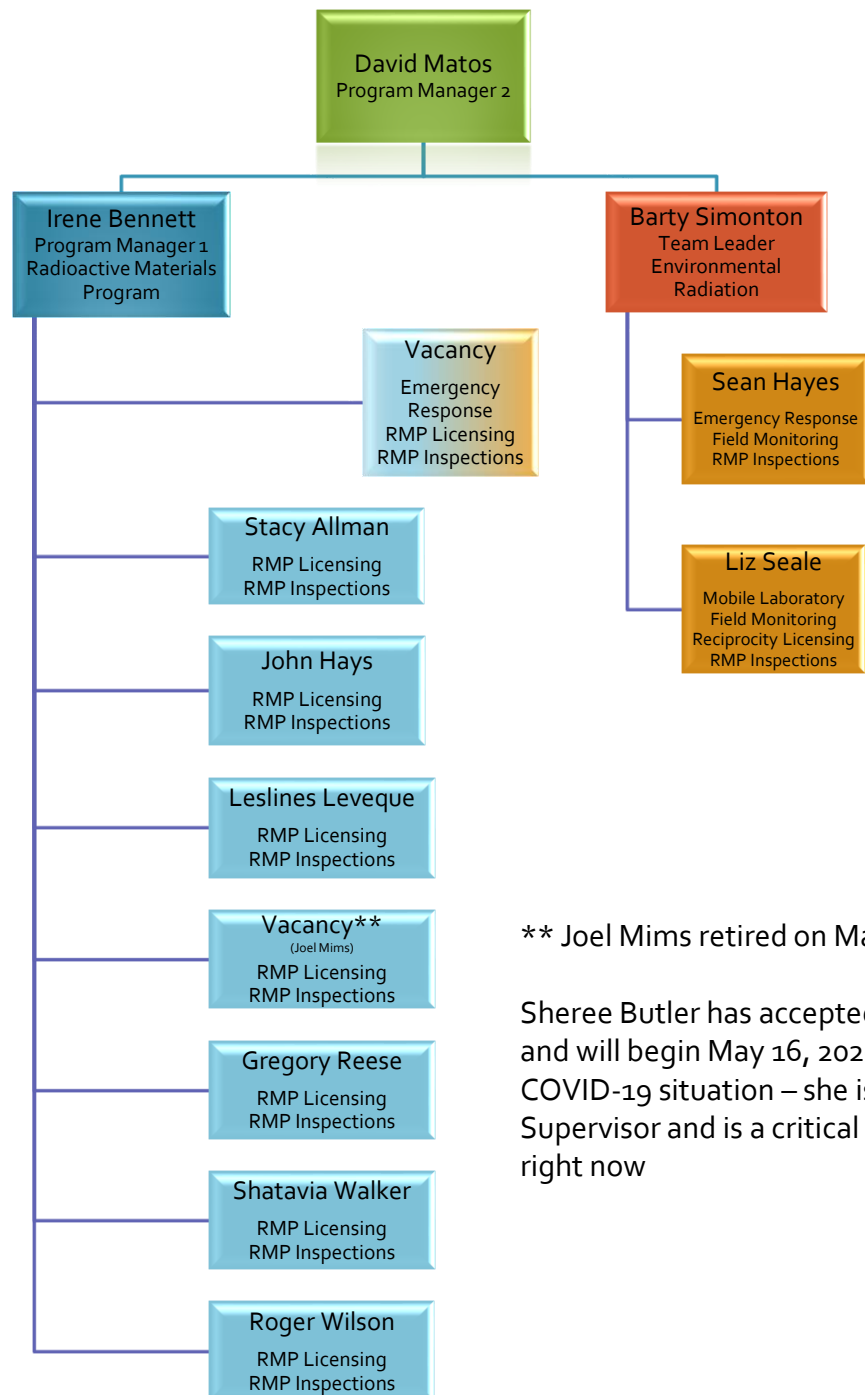 David Matos
Program Manager 2
Irene Bennett
Program Manager 1
Radioactive Materials
Program
Barty Simonton
Team Leader
Environmental
Radiation
Vacancy
Emergency
Response
RMP Licensing
RMP Inspections
Sean Hayes
Emergency Response
Field Monitoring
RMP Inspections
Stacy Allman
RMP Licensing
RMP Inspections
Liz Seale
Mobile Laboratory
Field Monitoring
Reciprocity Licensing
RMP Inspections
John Hays
RMP Licensing
RMP Inspections
Leslines Leveque
RMP Licensing
RMP Inspections
Vacancy**
(Joel Mims)
RMP Licensing
RMP Inspections
Gregory Reese
RMP Licensing
RMP Inspections
Shatavia Walker
RMP Licensing
RMP Inspections
Roger Wilson
RMP Licensing
RMP Inspections
** Joel Mims retired on
Sheree Butler has accepted
and will begin May 16,
COVID-19 situation – she
Supervisor and is a critical
right now